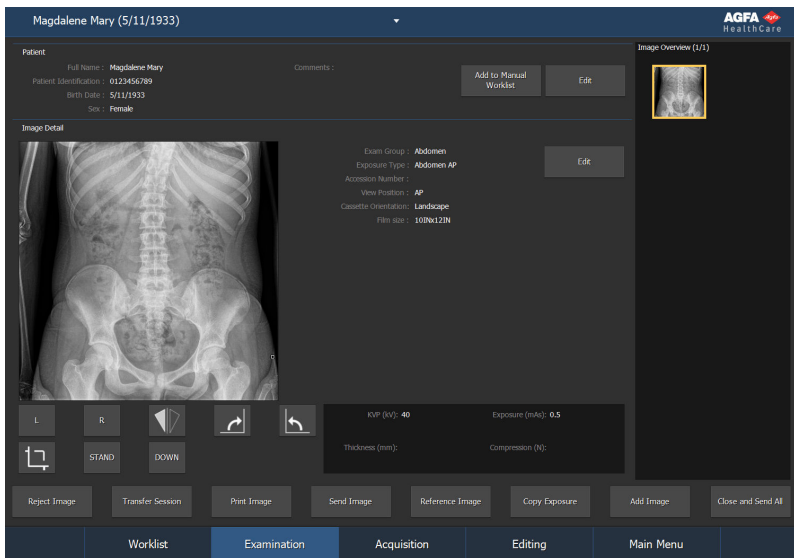 Magdalene Mary (5/11/1933)
AGFA
HealthCare
Patient
Full Name : Magdalene Mary
Patient Identification : 0123456789
Birth Date : 5/11/1933
Sex : Female
Comments :
Add to Manual
Worklist
Edit
Image Overview (1/1)
Image Detail
Exam Group : Abdomen
Exposure Type : Abdomen AP
Accession Number :
View Position : AP
Cassette Orientation: Landscape
Film size : 10INx12IN
Edit
L
R
STAND
DOWN
KVP (kV): 40
Exposure (mAs): 0.5
Thickness (mm):
Compression (N):
Reject Image
Transfer Session
Print Image
Send Image
Reference Image
Copy Exposure
Add Image
Close and Send All
Worklist
Examination
Acquisition
Editing
Main Menu